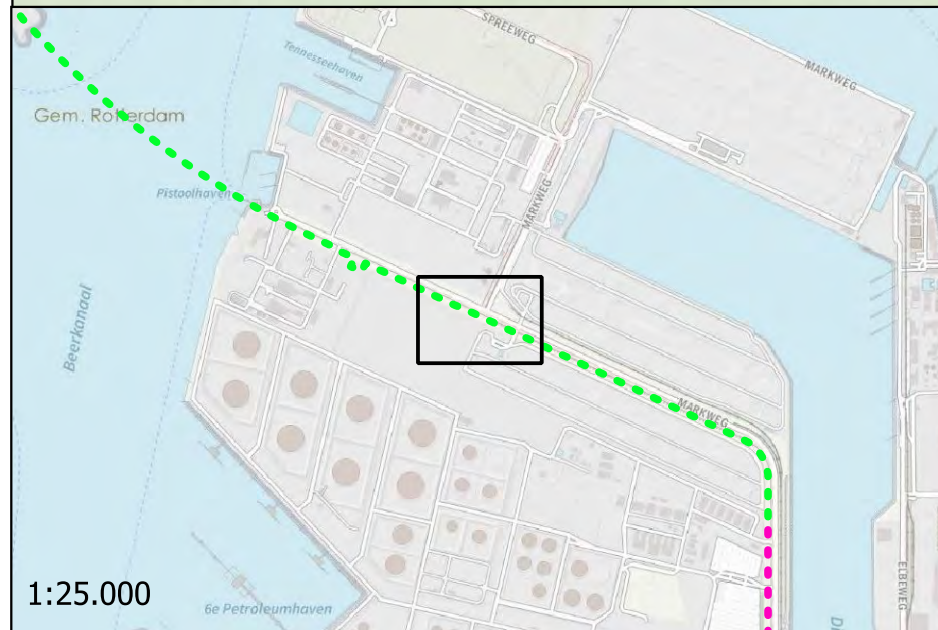 SPREEWEG
Tennesseehaven
MARKWEG
Gem. Rotterdam
Pistoolhaven
MARKWEG
Beerkanaal
MARKWEG
ELBEWEG
1:25.000
6e Petroleumhaven